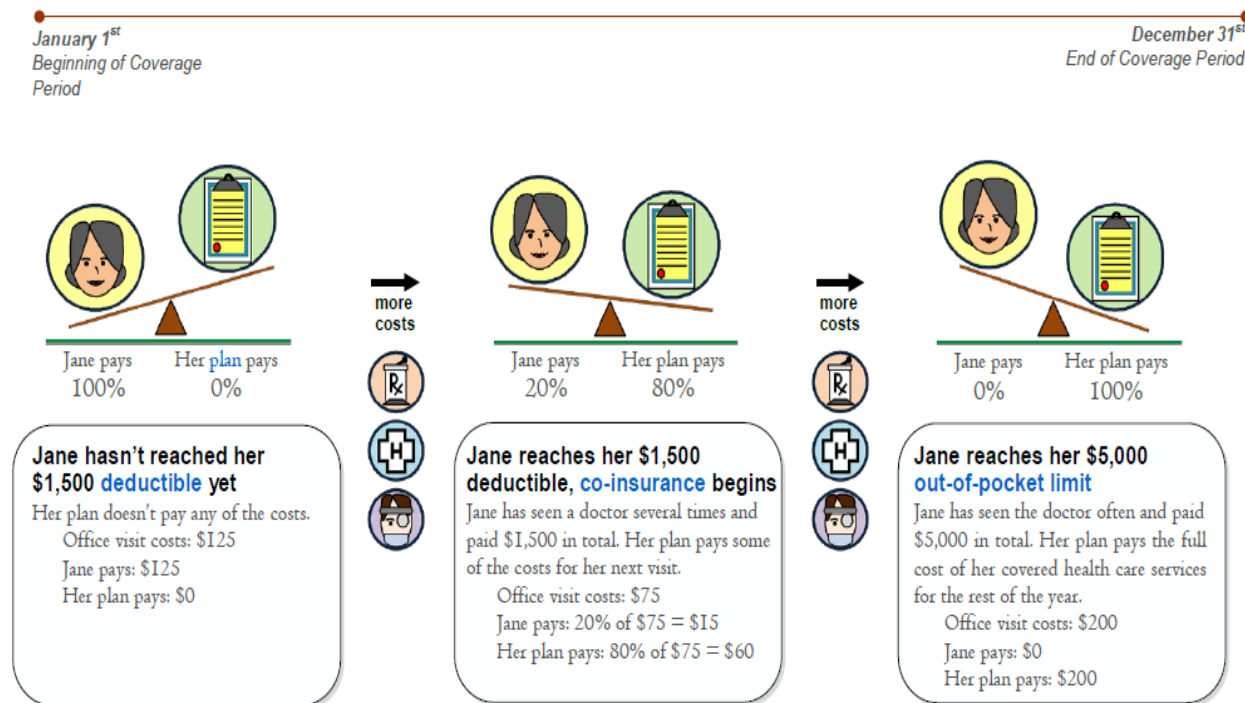 January 1st
Beginning of Coverage
Period
December 31st
End of Coverage Period
Jane pays
100%
Her plan pays
0%
more
costs
Rx
H
Jane pays
20%
Her plan pays
80%
more
costs
Rx
H
Jane pays
0%
Her plan pays
100%
Jane hasn't reached her
$1,500 deductible yet
Her plan doesn't pay any of the costs.
Office visit costs: $125
Jane pays: $125
Her plan pays: $0
Jane reaches her $1,500
deductible, co-insurance begins
Jane has seen a doctor several times and
paid $1,500 in total. Her plan pays some
of the costs for her next visit.
Office visit costs: $75
Jane pays: 20% of $75 = $15
Her plan pays: 80% of $75 = $60
Jane reaches her $5,000
out-of-pocket limit
Jane has seen the doctor often and paid
$5,000 in total. Her plan pays the full
cost of her covered health care services
for the rest of the year.
Office visit costs: $200
Jane pays: $0
Her plan pays: $200